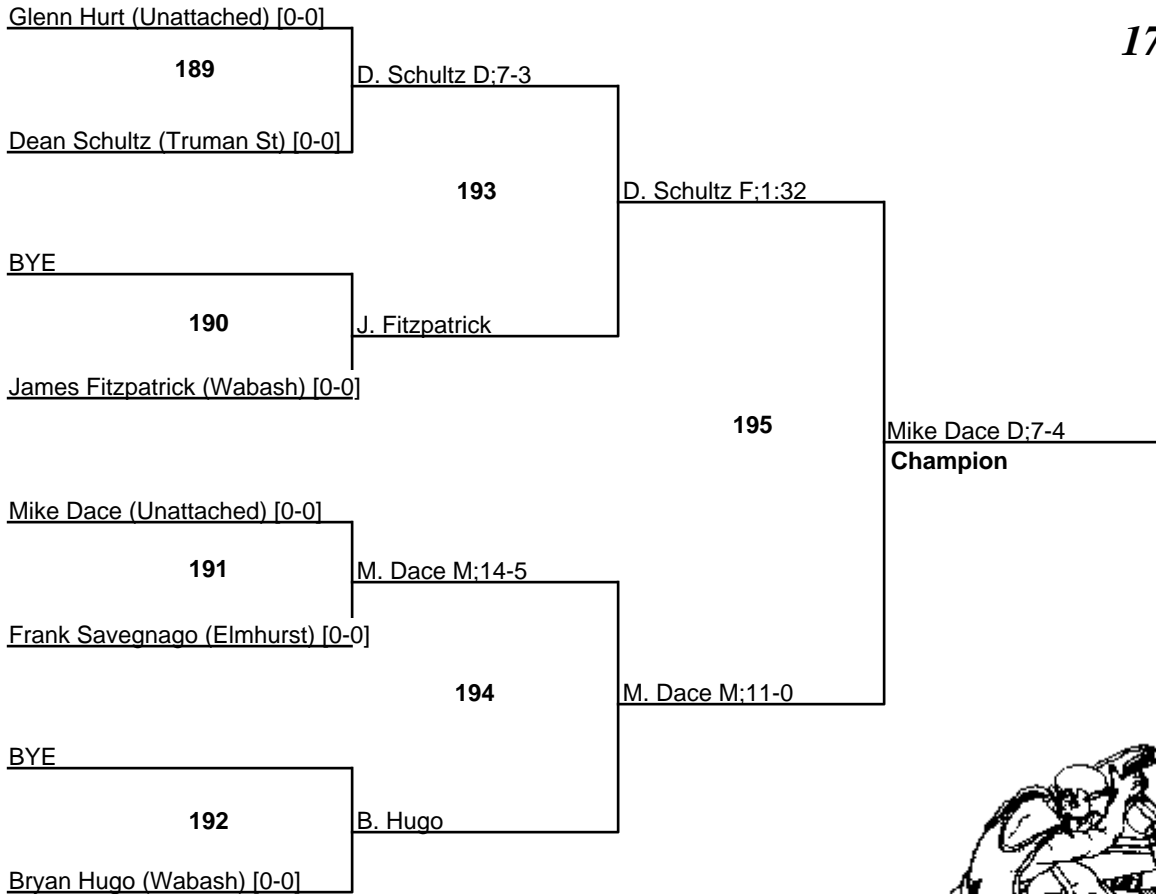 Glenn Hurt (Unattached) [0-0]
17
189
D. Schultz D;7-3
Dean Schultz (Truman St) [0-0]
193
D. Schultz F;1:32
BYE
190
J. Fitzpatrick
James Fitzpatrick (Wabash) [0-0]
195
Mike Dace D;7-4
Champion
Mike Dace (Unattached) [0-0]
191
M. Dace M;14-5
Frank Savegnago (Elmhurst) [0-0]
194
M. Dace M;11-0
BYE
192
B. Hugo
Bryan Hugo (Wabash) [0-0]